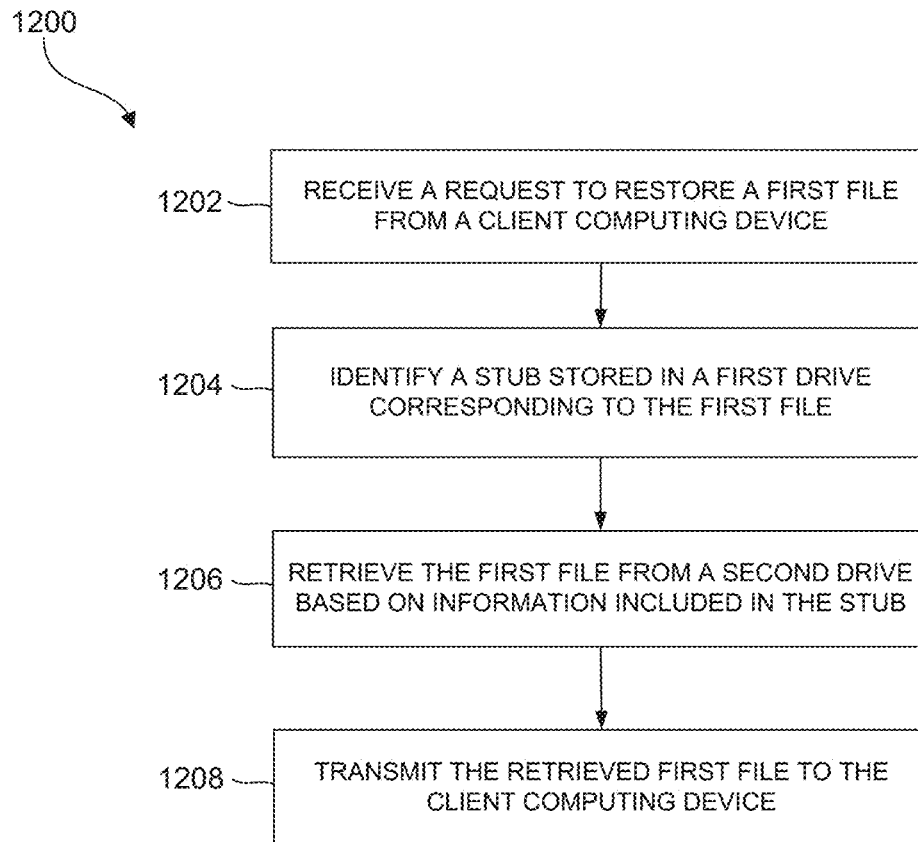 1200
1202
RECEIVE A REQUEST TO RESTORE A FIRST FILE
FROM A CLIENT COMPUTING DEVICE
1204
IDENTIFY A STUB STORED IN A FIRST DRIVE
CORRESPONDING TO THE FIRST FILE
1206
RETRIEVE THE FIRST FILE FROM A SECOND DRIVE
BASED ON INFORMATION INCLUDED IN THE STUB
1208
TRANSMIT THE RETRIEVED FIRST FILE TO THE
CLIENT COMPUTING DEVICE